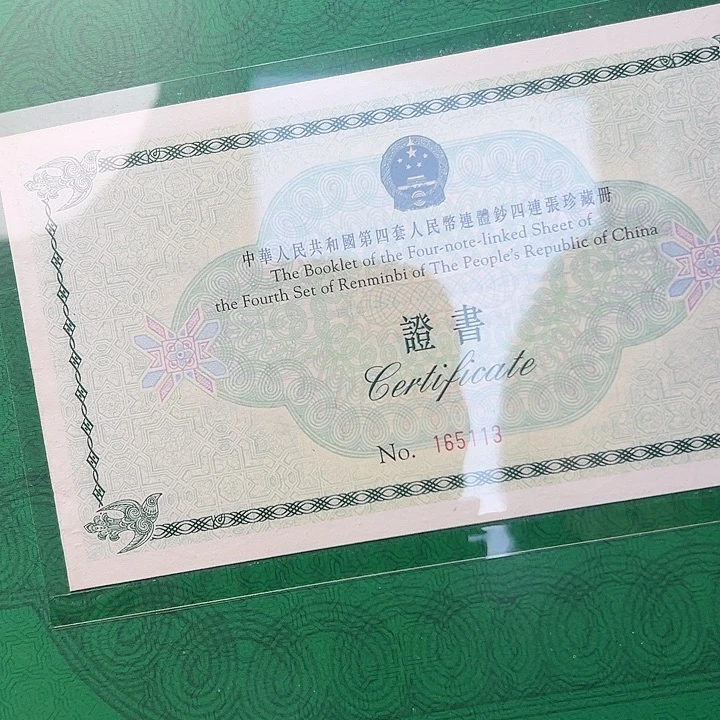 中華人民共和國第四套人民幣連體鈔四連張珍藏冊
The Booklet of the Four-note-linked Sheet of
the Fourth Set of Renminbi of The People's Republic of China
證書
Certificate
No. 165113